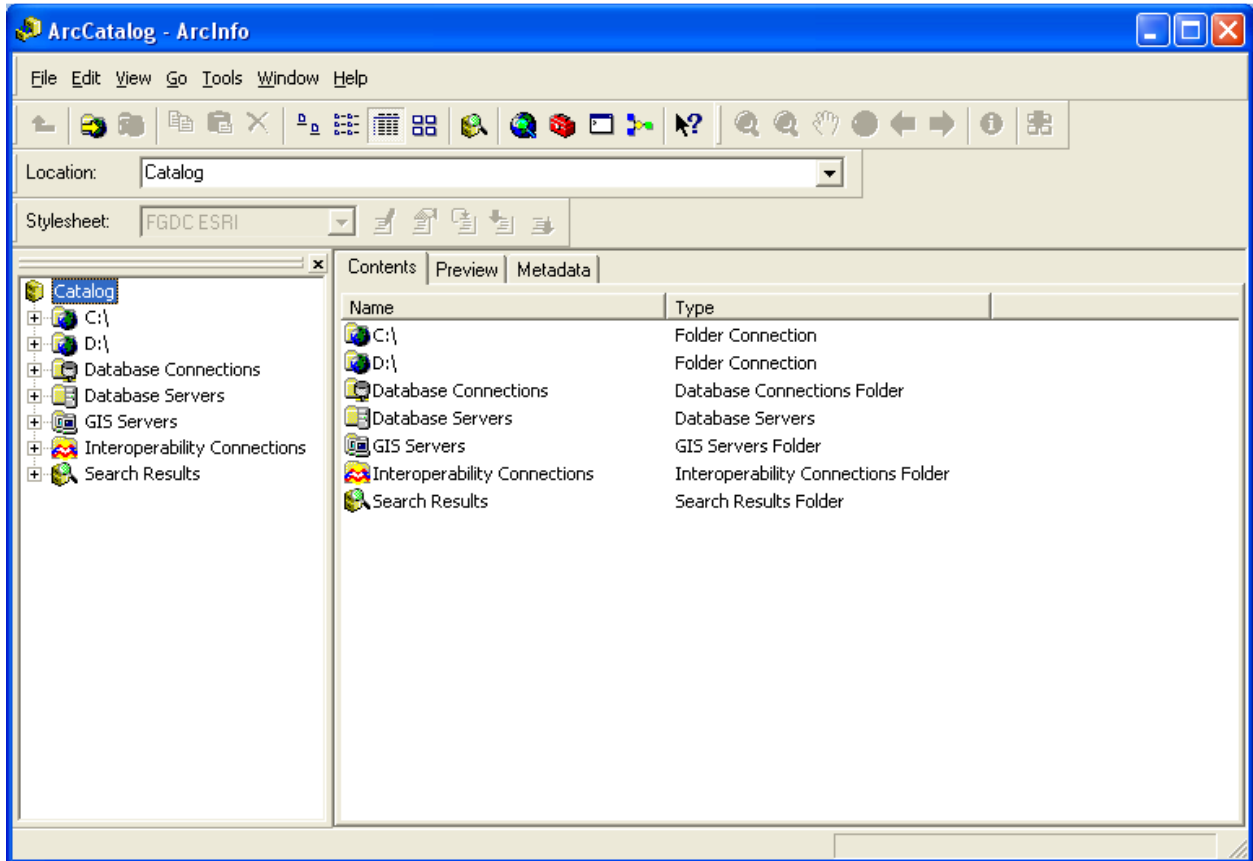 ArcCatalog - ArcInfo
File Edit View Go Tools Window Help
Location: Catalog
Stylesheet: FGDC ESRI
Catalog
C:\
D:\
Database Connections
Database Servers
GIS Servers
Interoperability Connections
Search Results
Contents Preview Metadata
Name Type
C:\ Folder Connection
D:\ Folder Connection
Database Connections Database Connections Folder
Database Servers Database Servers
GIS Servers GIS Servers Folder
Interoperability Connections Interoperability Connections Folder
Search Results Search Results Folder